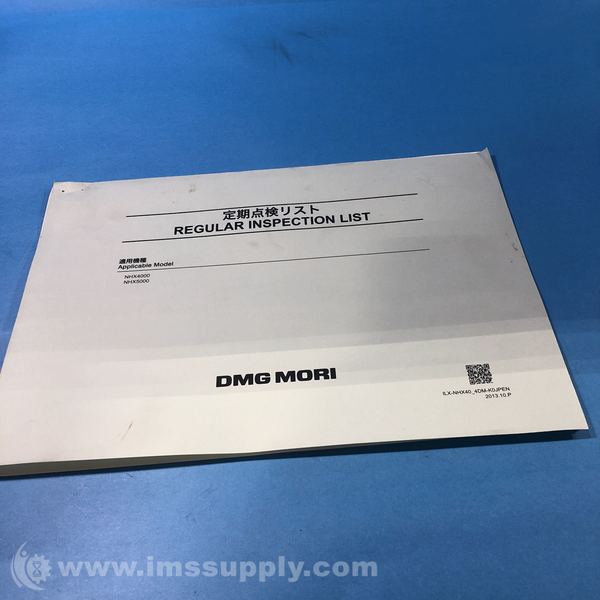 定期点検リスト
REGULAR INSPECTION LIST
適用機種
Applicable Model
NHX4000
NHX5000
DMG MORI
ILX-NHX40_4DM-K0JPEN
2013.10.P
www.imssupply.com